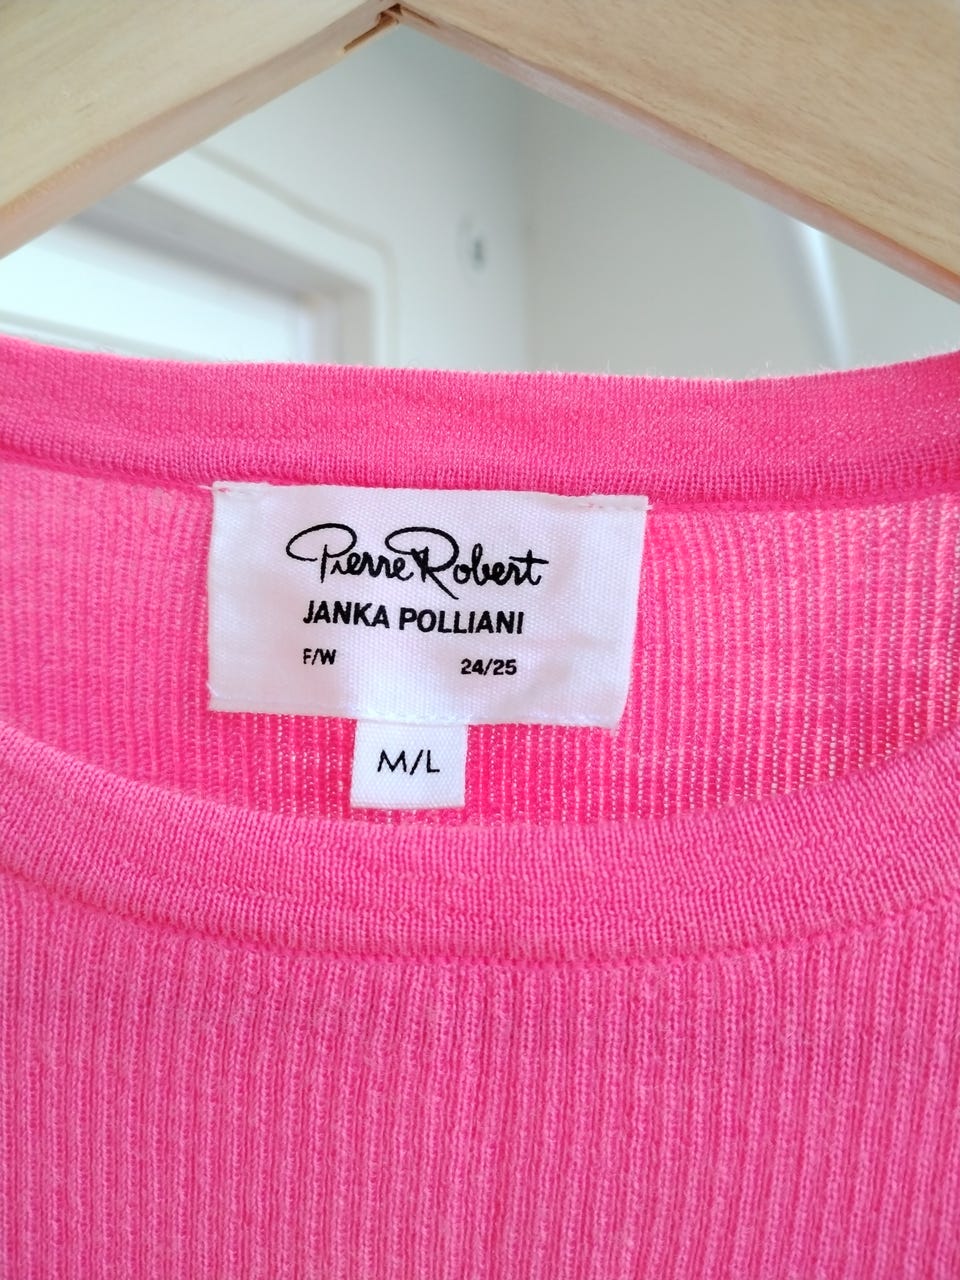 Pierre Robert
JANKA POLLIANI
F/W 24/25
M/L